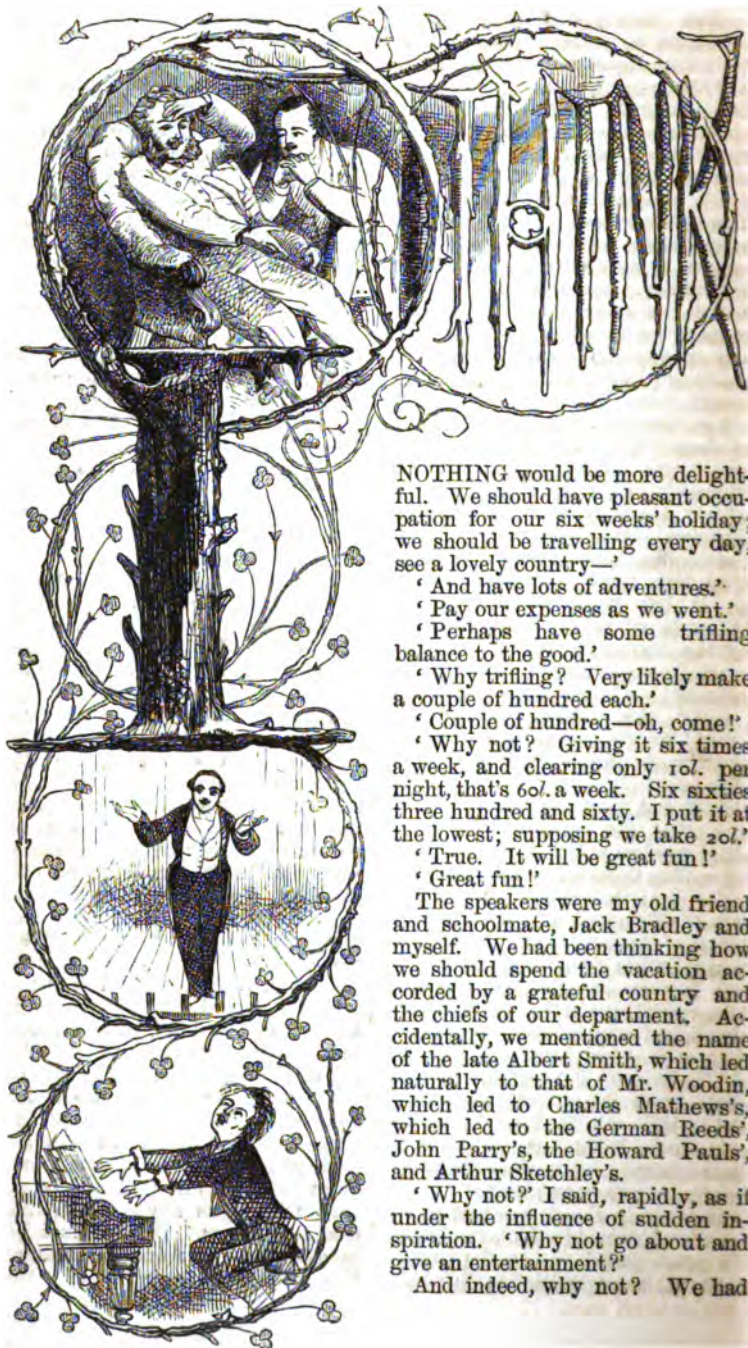 I THINK
NOTHING would be more delight-
ful. We should have pleasant occu-
pation for our six weeks' holiday;
we should be travelling every day,
see a lovely country—'
‘ And have lots of adventures.’
‘ Pay our expenses as we went.’
‘ Perhaps have some trifling
balance to the good.’
‘ Why trifling? Very likely make
a couple of hundred each.’
‘ Couple of hundred—oh, come!’
‘ Why not? Giving it six times
a week, and clearing only 10l. per
night, that's 60l. a week. Six sixties
three hundred and sixty. I put it at
the lowest; supposing we take 20l.’
‘ True. It will be great fun!’
‘ Great fun!’
The speakers were my old friend
and schoolmate, Jack Bradley and
myself. We had been thinking how
we should spend the vacation ac-
corded by a grateful country and
the chiefs of our department. Ac-
cidentally, we mentioned the name
of the late Albert Smith, which led
naturally to that of Mr. Woodin,
which led to Charles Mathews's,
which led to the German Reeds’,
John Parry's, the Howard Pauls’,
and Arthur Sketchley's.
‘ Why not?’ I said, rapidly, as if
under the influence of sudden in-
spiration. ‘ Why not go about and
give an entertainment?’
And indeed, why not? We had